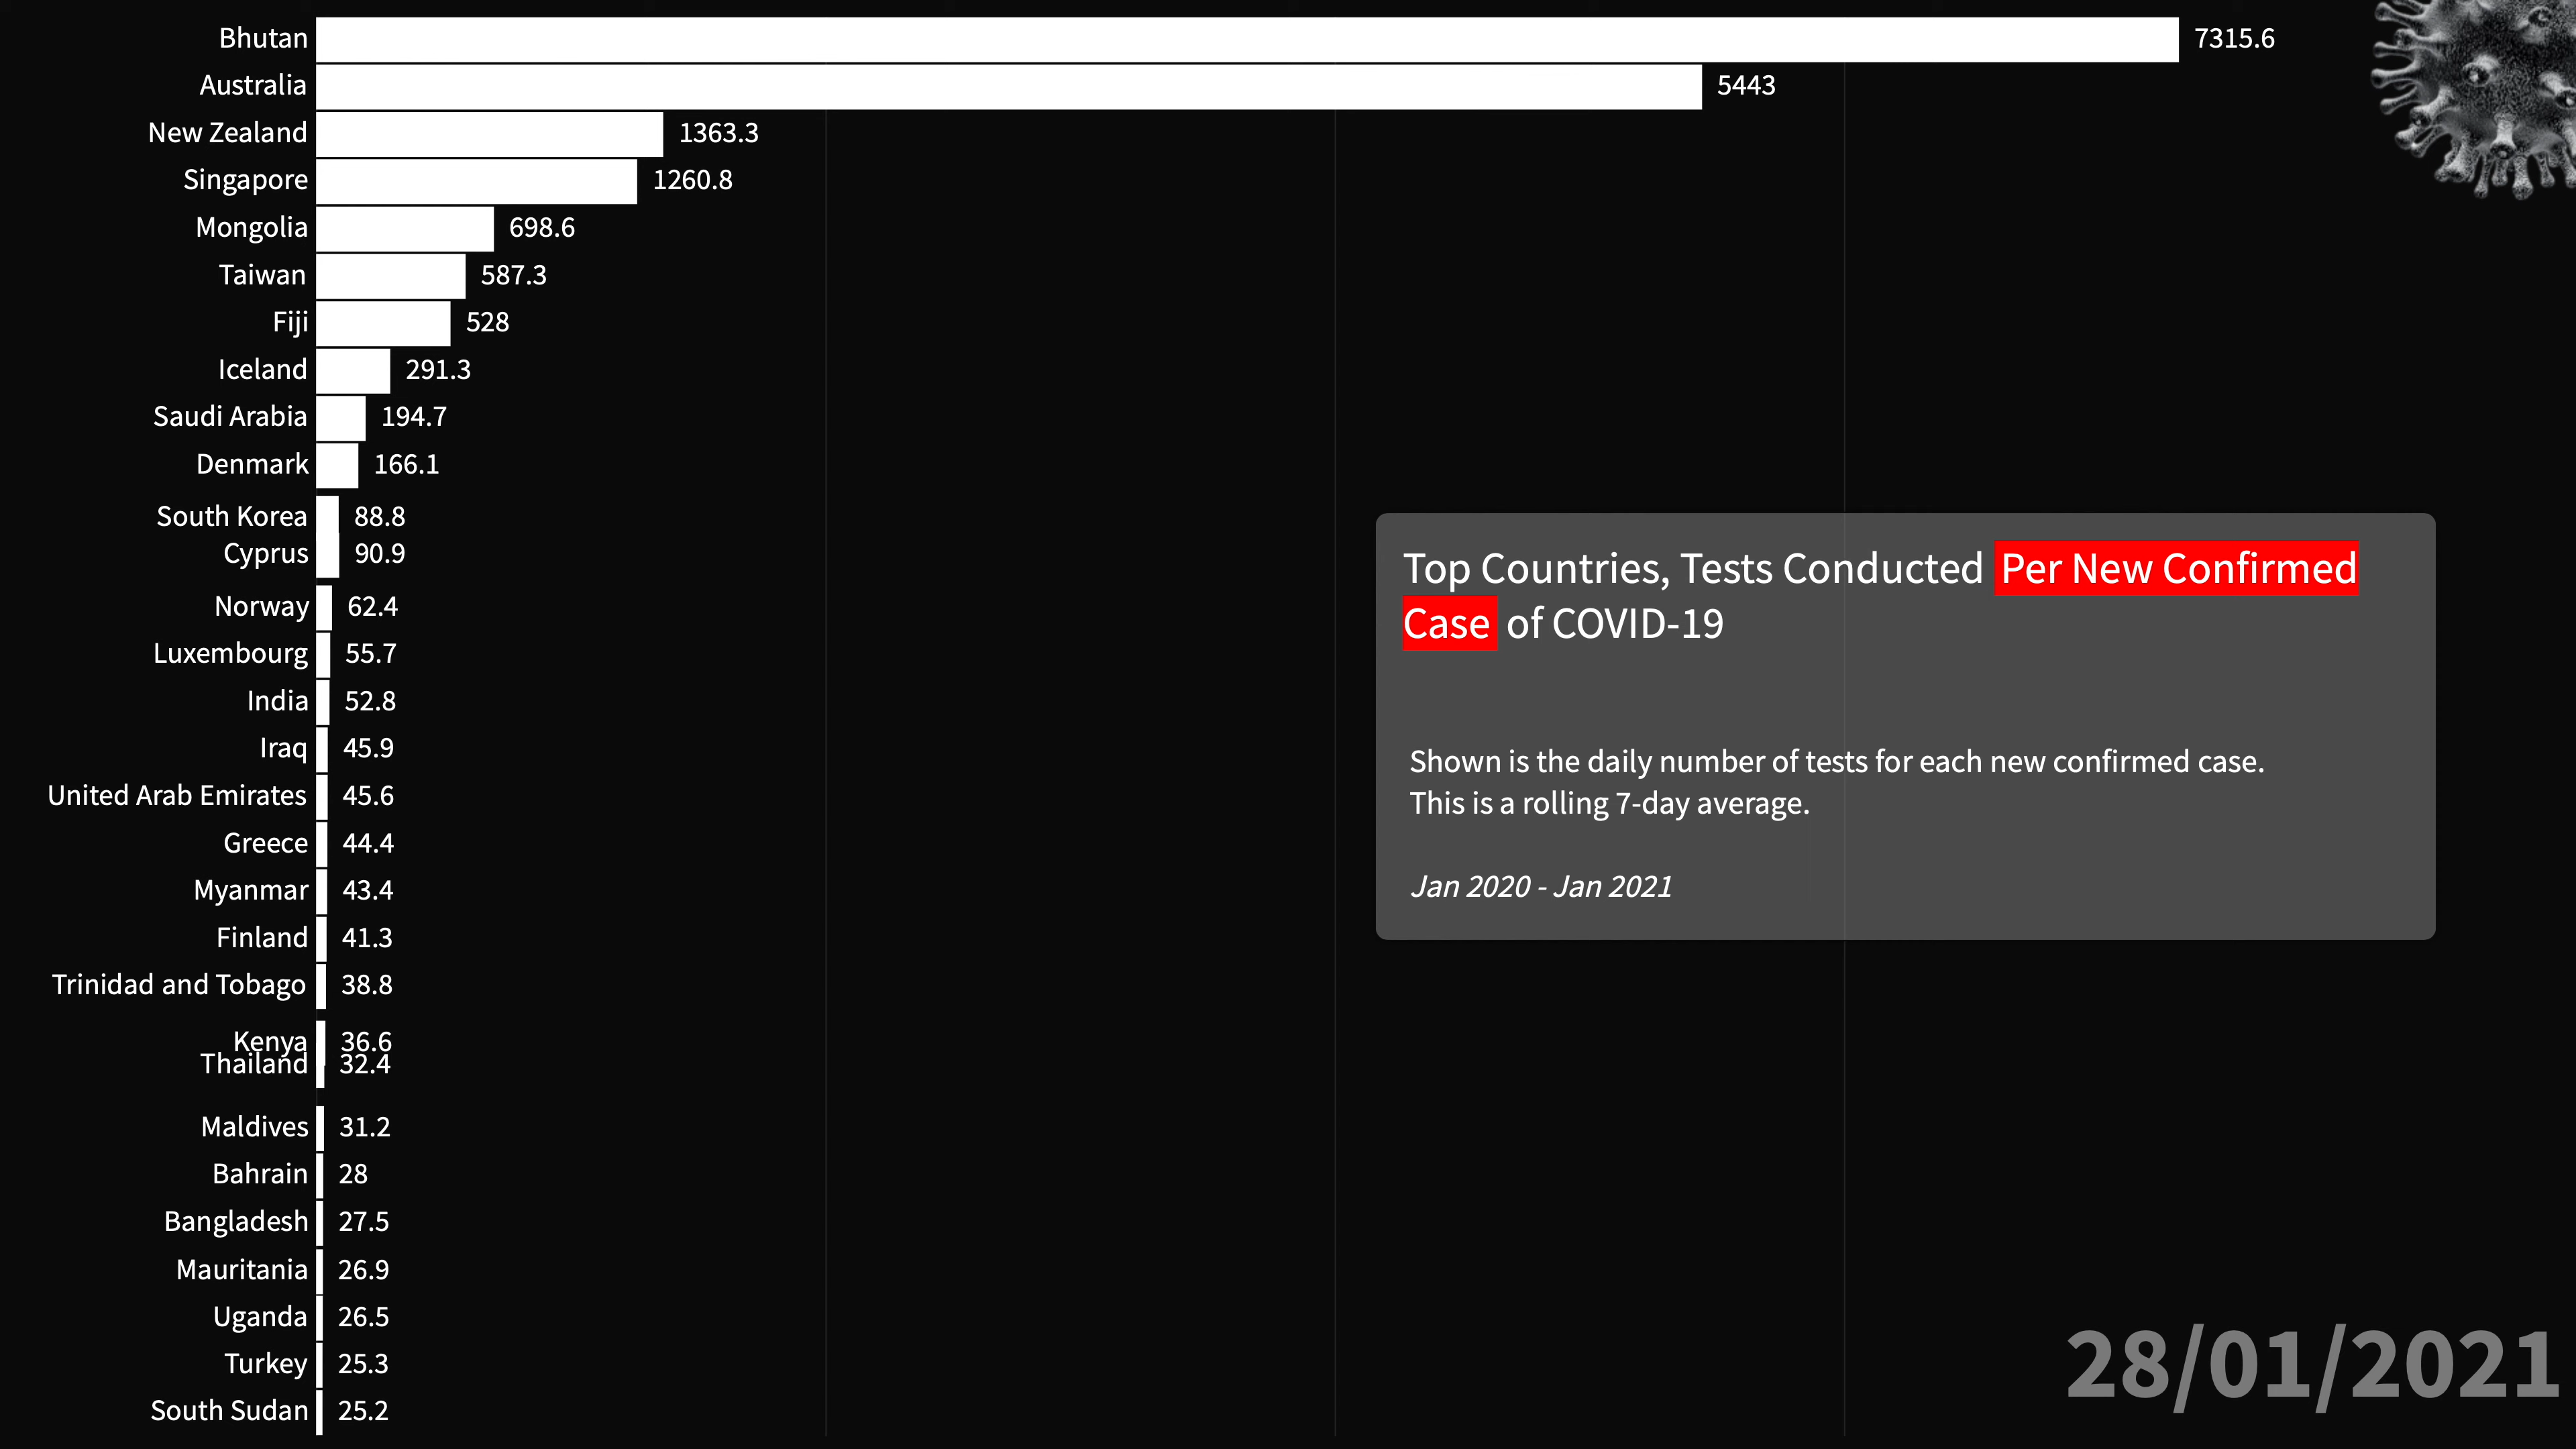 Bhutan 7315.6
Australia 5443
New Zealand 1363.3
Singapore 1260.8
Mongolia 698.6
Taiwan 587.3
Fiji 528
Iceland 291.3
Saudi Arabia 194.7
Denmark 166.1
South Korea 88.8
Cyprus 90.9
Norway 62.4
Luxembourg 55.7
India 52.8
Iraq 45.9
United Arab Emirates 45.6
Greece 44.4
Myanmar 43.4
Finland 41.3
Trinidad and Tobago 38.8
Kenya 36.6
Thailand 32.4
Maldives 31.2
Bahrain 28
Bangladesh 27.5
Mauritania 26.9
Uganda 26.5
Turkey 25.3
South Sudan 25.2
Top Countries, Tests Conducted Per New Confirmed
Case of COVID-19
Shown is the daily number of tests for each new confirmed case.
This is a rolling 7-day average.
Jan 2020 - Jan 2021
28/01/2021